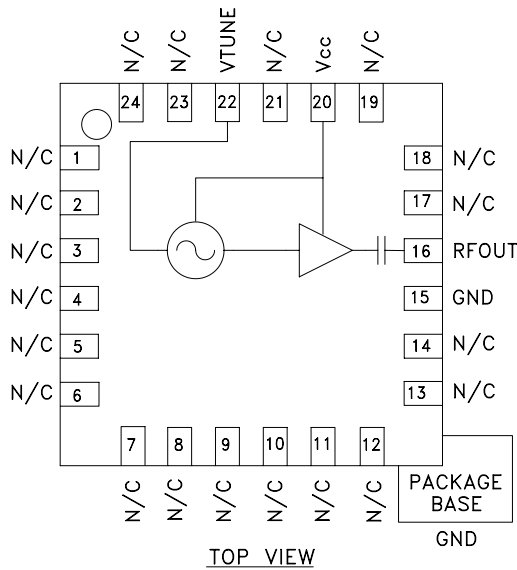 N/C
N/C
VTUNE
N/C
Vcc
N/C
24
23
22
21
20
19
N/C 1
N/C 2
N/C 3
N/C 4
N/C 5
N/C 6
18 N/C
17 N/C
16 RFOUT
15 GND
14 N/C
13 N/C
7
8
9
10
11
12
N/C
N/C
N/C
N/C
N/C
N/C
PACKAGE
BASE
GND
TOP VIEW